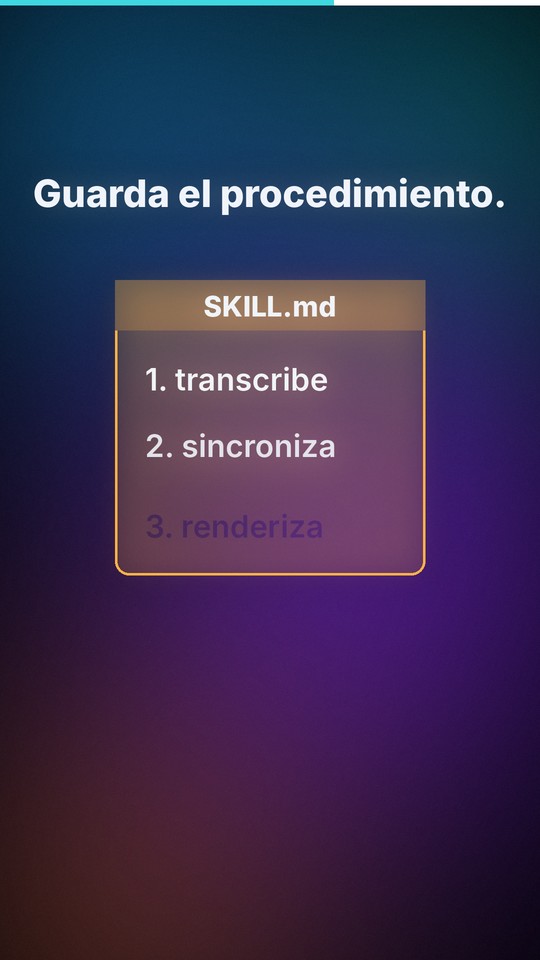 Guarda el procedimiento.
SKILL.md
1. transcribe
2. sincroniza
3. renderiza